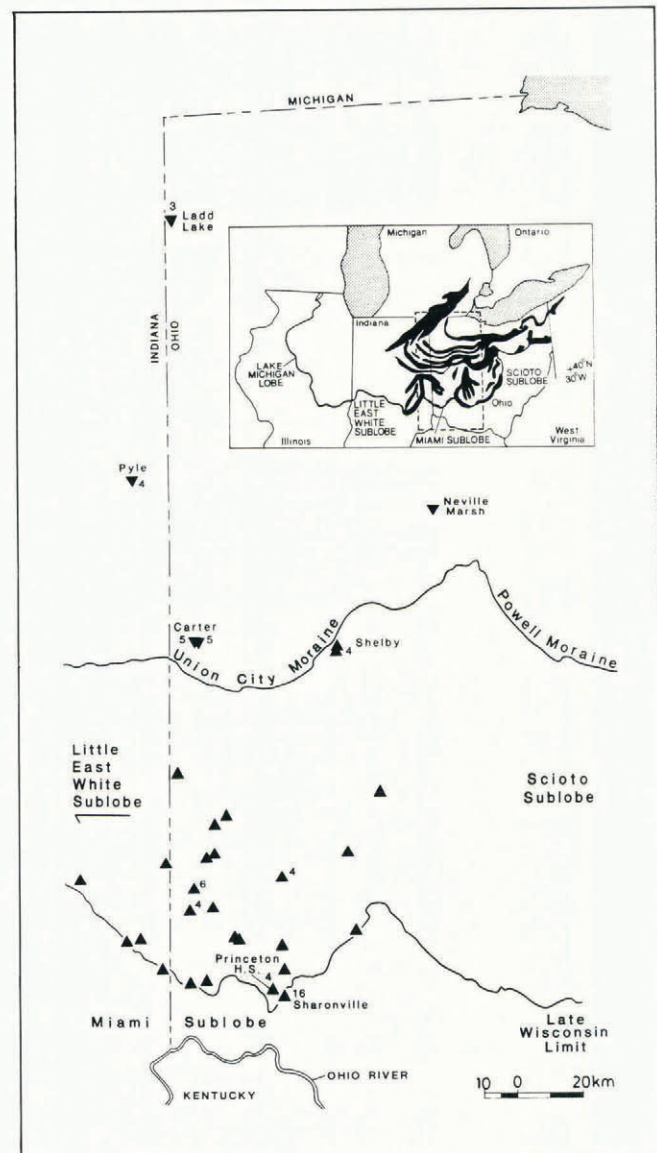 MICHIGAN
3
Ladd
Lake
INDIANA
OHIO
Michigan
Ontario
Indiana
LAKE
MICHIGAN
LOBE
LITTLE
EAST
WHITE
SUBLOBE
Illinois
MIAMI SUBLOBE
SCIOTO
SUBLOBE
Ohio
West
Virginia
+40°N
30°W
Pyle
4
Neville
Marsh
Carter
5 5
Union City Moraine
Shelby
4
Powell Moraine
Little
East
White
Sublobe
Scioto
Sublobe
4
6
4
Princeton
H.S. 4
16
Sharonville
Miami Sublobe
Late
Wisconsin
Limit
OHIO RIVER
KENTUCKY
10 0 20km